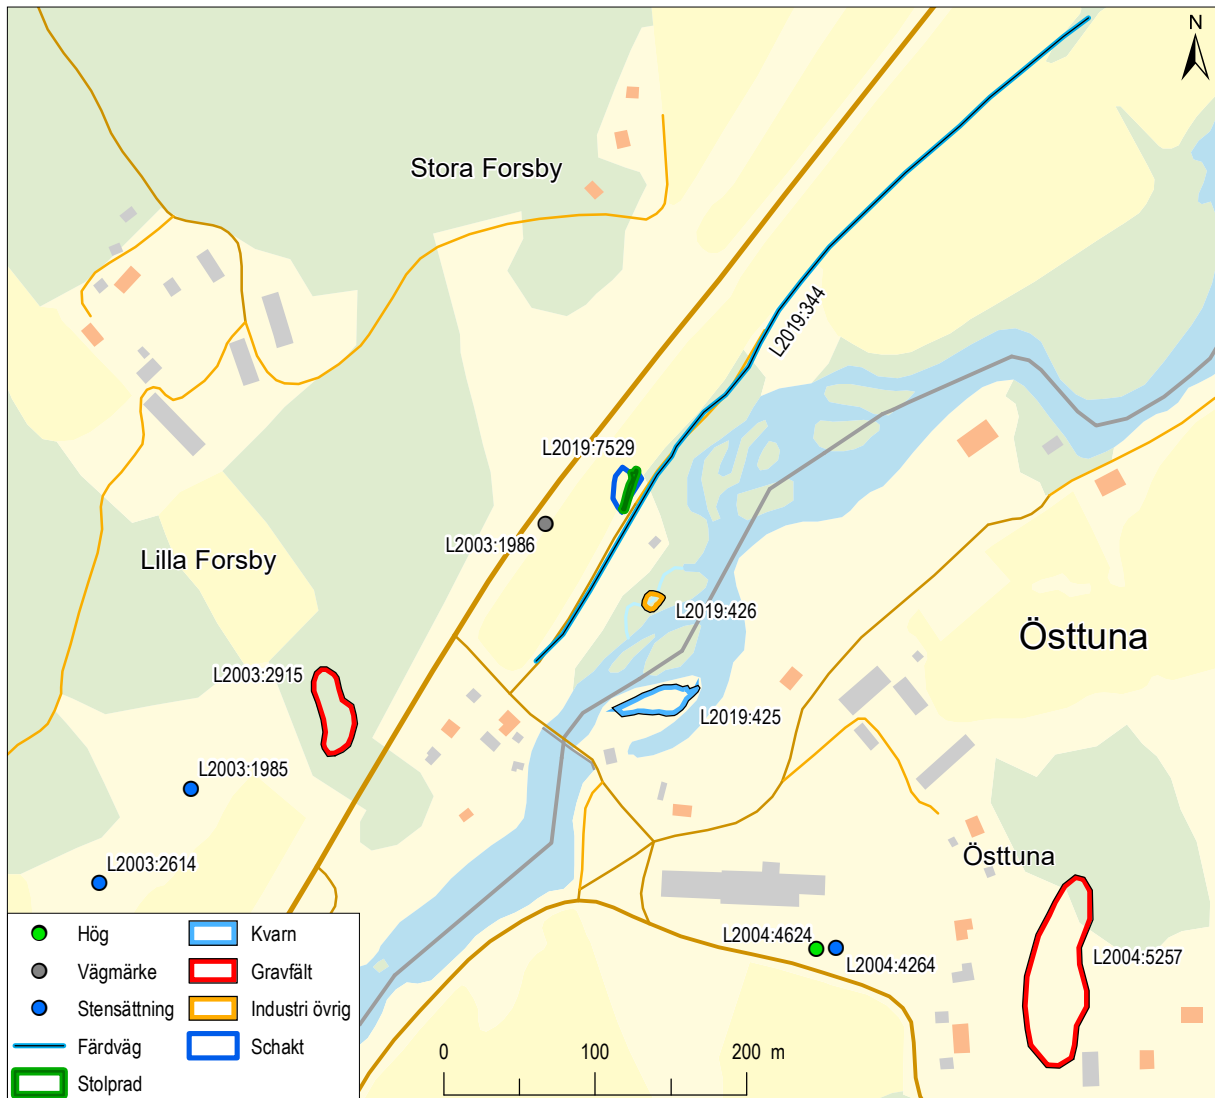 N
Stora Forsby
L2019:344
L2019:7529
L2003:1986
Lilla Forsby
L2019:426
Östtuna
L2003:2915
L2019:425
L2003:1985
Östtuna
L2003:2614
L2004:4624
L2004:4264
L2004:5257
Hög
Kvarn
Vägmärke
Gravfält
Stensättning
Industri övrig
Färdväg
Schakt
Stolprad
0 100 200 m